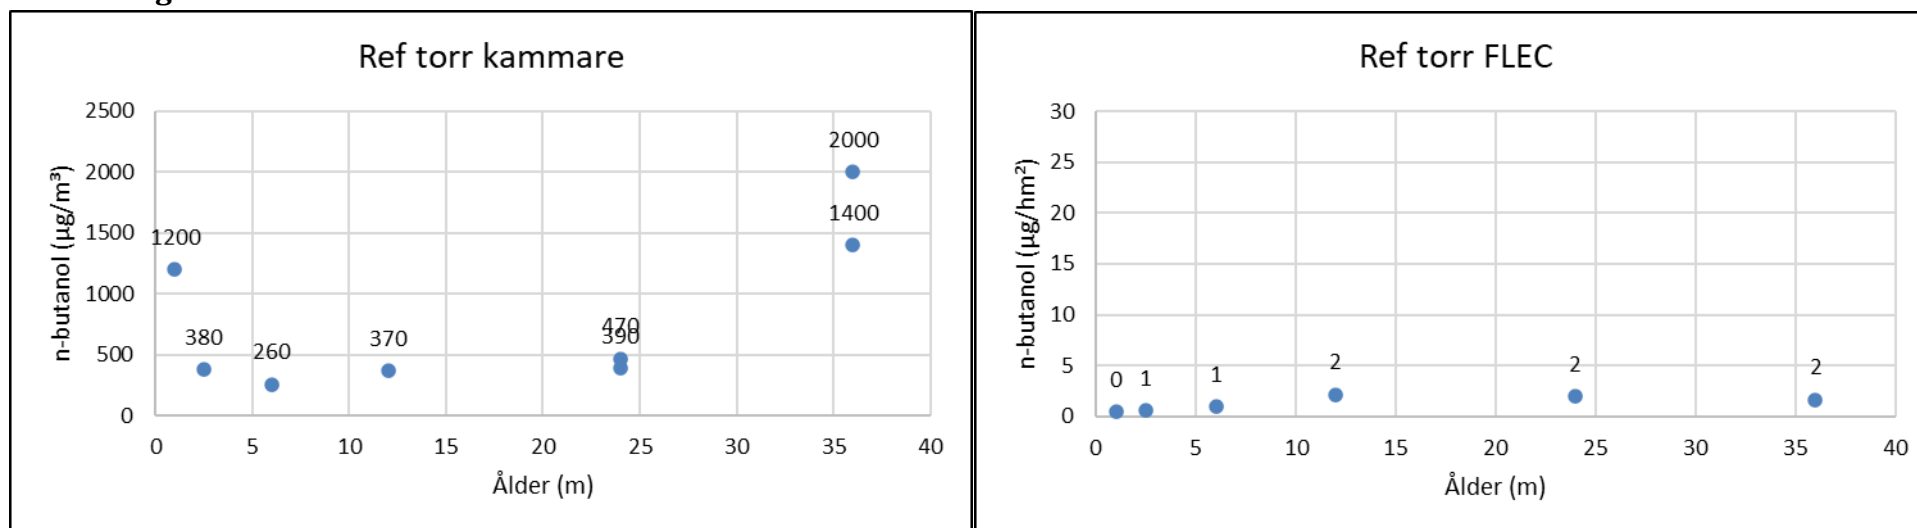 Ref torr kammare
2500
2000
1500
1000
500
0
n-butanol (µg/m³)
1200
380
260
370
470
390
2000
1400
0 5 10 15 20 25 30 35 40
Ålder (m)
Ref torr FLEC
30
25
20
15
10
5
0
n-butanol (µg/hm²)
0 1 1 2 2 2
0 5 10 15 20 25 30 35 40
Ålder (m)